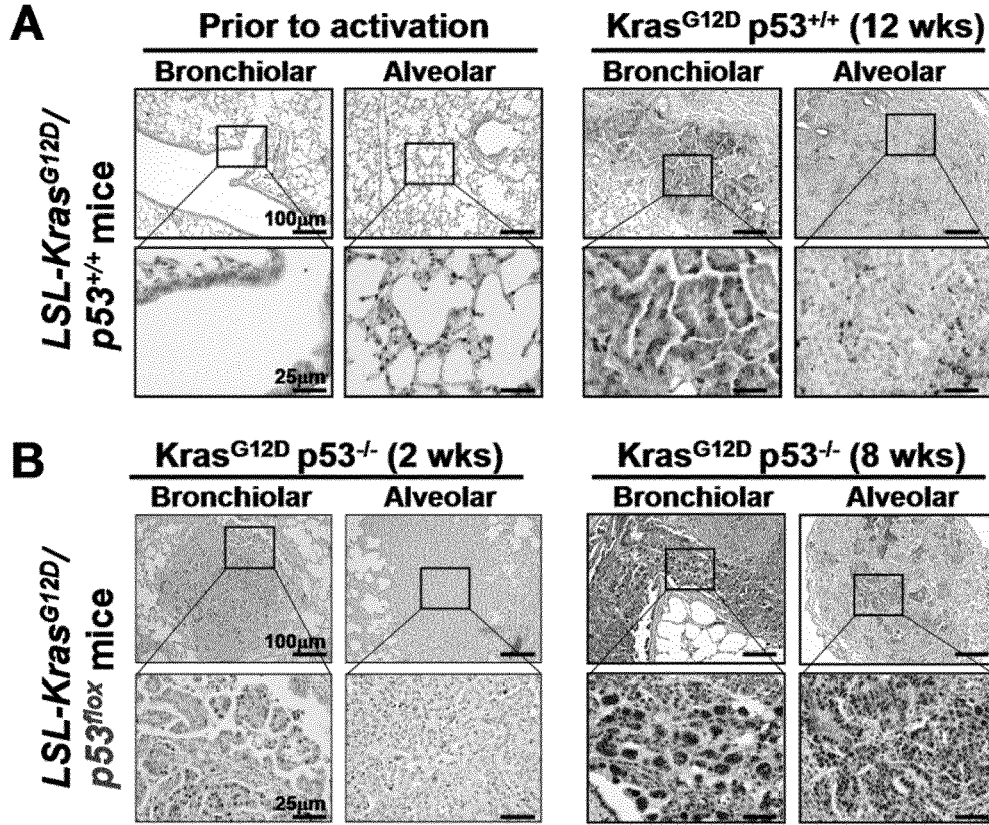 A
Prior to activation
Kras^G12D p53^+/+ (12 wks)
Bronchiolar
Alveolar
Bronchiolar
Alveolar
LSL-Kras^G12D/
p53^+/+ mice
100μm
25μm
B
Kras^G12D p53^-/- (2 wks)
Kras^G12D p53^-/- (8 wks)
Bronchiolar
Alveolar
Bronchiolar
Alveolar
LSL-Kras^G12D/
p53^flox mice
100μm
25μm